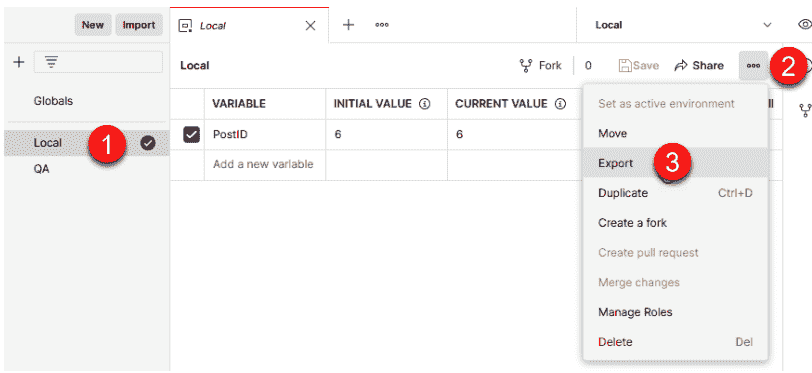 New Import Local Local
Local Fork 0 Save Share 2
Globals
VARIABLE INITIAL VALUE CURRENT VALUE
Set as active environment
PostID 6 6
Move
Local 1
Add a new variable
Export 3
QA
Duplicate Ctrl+D
Create a fork
Create pull request
Merge changes
Manage Roles
Delete Del